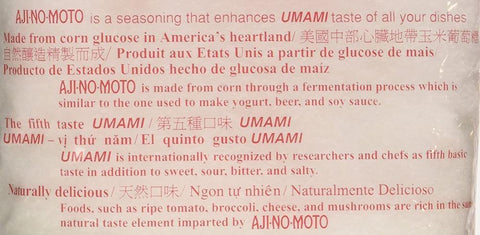 AJI-NO-MOTO is a seasoning that enhances UMAMI taste of all your dishes
Made from corn glucose in America's heartland/ 美國中部心臟地帶玉米葡萄糖
自然釀造精製而成/ Produit aux Etats Unis a partir de glucose de mais/
Producto de Estados Unidos hecho de glucosa de maíz
AJI-NO-MOTO is made from corn through a fermentation process which is
similar to the one used to make yogurt, beer, and soy sauce.
The fifth taste UMAMI / 第五種口味 UMAMI
UMAMI – vị thứ năm/ El quinto gusto UMAMI
UMAMI is internationally recognized by researchers and chefs as fifth basic
taste in addition to sweet, sour, bitter, and salty.
Naturally delicious/ 天然口味/ Ngon tự nhiên / Naturalmente Delicioso
Foods, such as ripe tomato, broccoli, cheese, and mushrooms are rich in the
natural taste element imparted by AJI-NO-MOTO